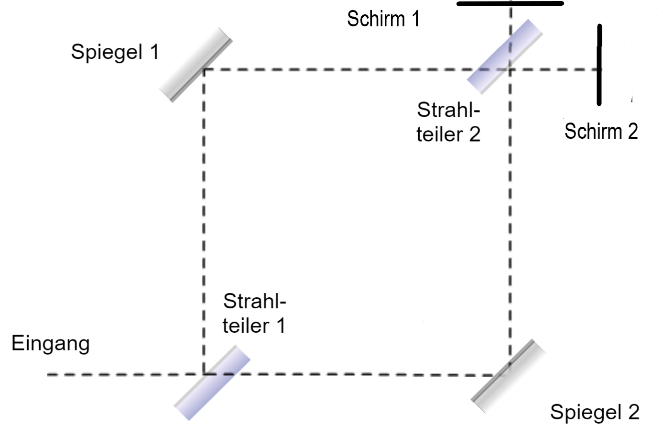 Schirm 1
Spiegel 1
Strahl-
teiler 2
Schirm 2
Strahl-
teiler 1
Eingang
Spiegel 2